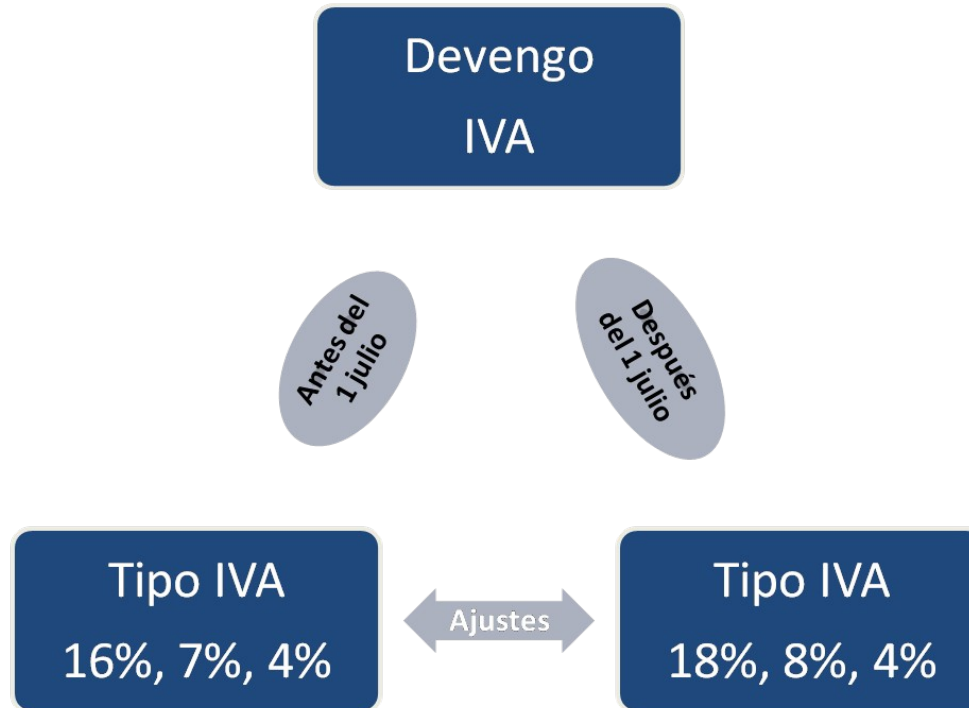 Devengo
IVA
Antes del
1 julio
Después
del 1 julio
Tipo IVA
16%, 7%, 4%
Ajustes
Tipo IVA
18%, 8%, 4%